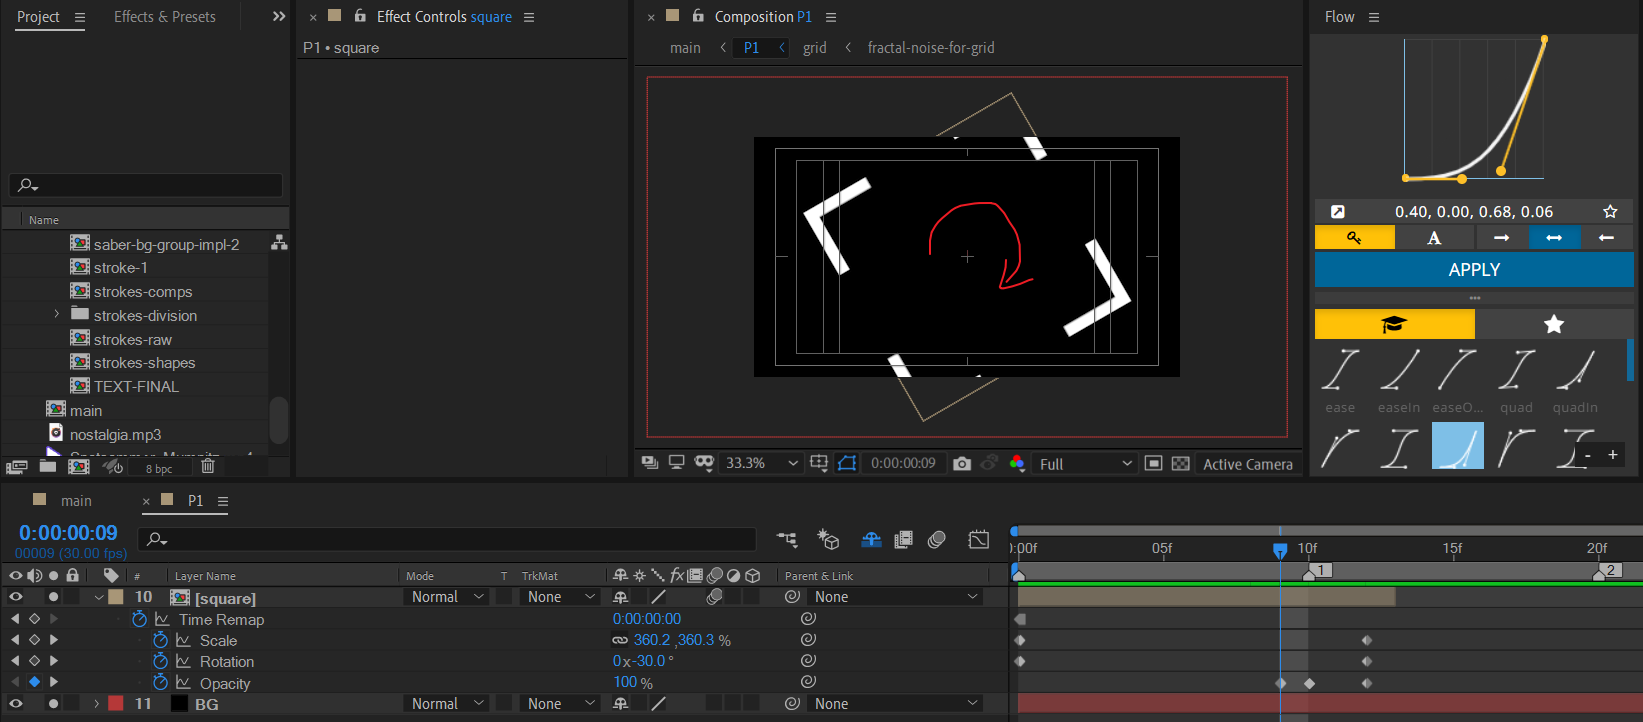 Project
Effects & Presets
Effect Controls square
Composition P1
Flow
P1 • square
main
P1
grid
fractal-noise-for-grid
0.40, 0.00, 0.68, 0.06
A
APPLY
Name
saber-bg-group-impl-2
stroke-1
strokes-comps
strokes-division
strokes-raw
strokes-shapes
TEXT-FINAL
main
nostalgia.mp3
ease
easeIn
easeO...
quad
quadIn
- +
8 bpc
33.3%
0:00:00:09
Full
Active Camera
main
P1
0:00:00:09
00009 (30.00 fps)
05f
10f
15f
20f
1
2
# Layer Name
Mode
T TrkMat
fx
Parent & Link
10 [square]
Normal
None
None
Time Remap
0:00:00:00
Scale
360.2 ,360.3 %
Rotation
0x-30.0 °
Opacity
100 %
11 BG
Normal
None
None